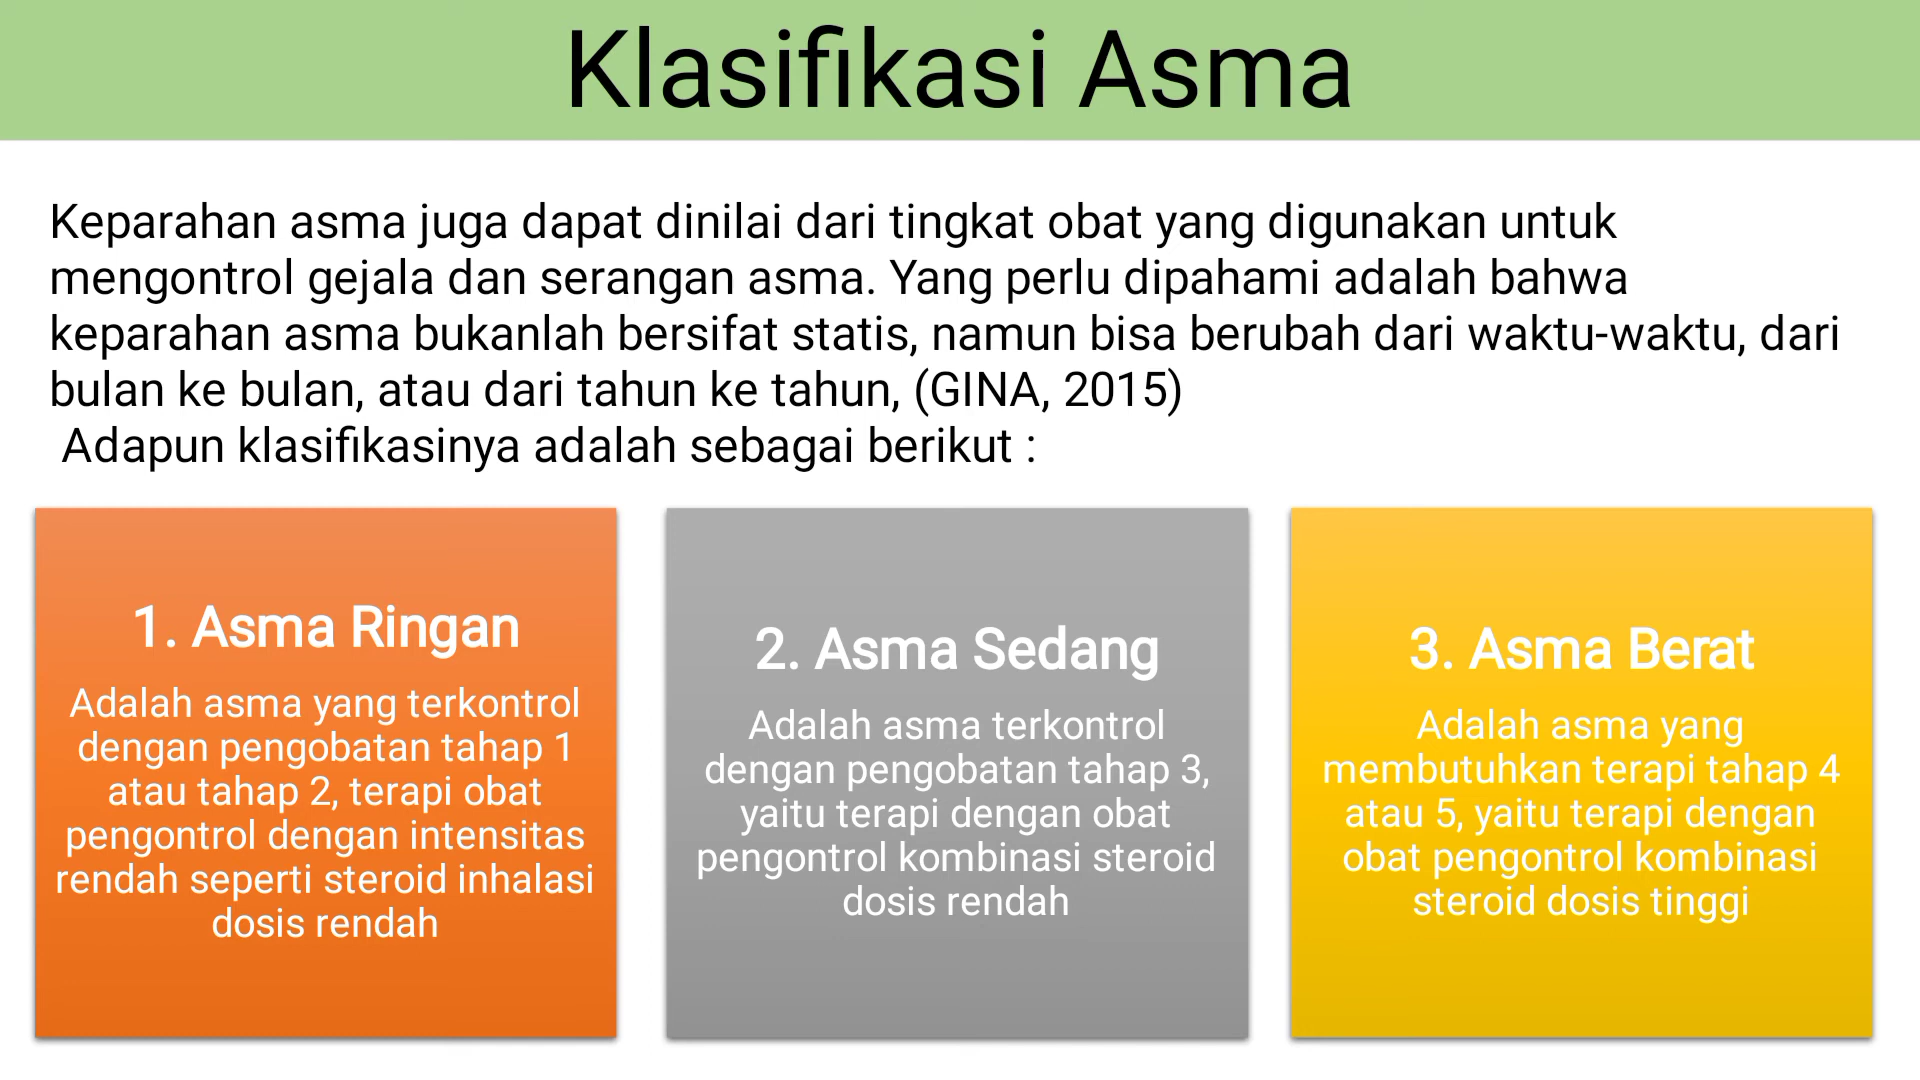 Klasifikasi Asma
Keparahan asma juga dapat dinilai dari tingkat obat yang digunakan untuk
mengontrol gejala dan serangan asma. Yang perlu dipahami adalah bahwa
keparahan asma bukanlah bersifat statis, namun bisa berubah dari waktu-waktu, dari
bulan ke bulan, atau dari tahun ke tahun, (GINA, 2015)
Adapun klasifikasinya adalah sebagai berikut :
1. Asma Ringan
Adalah asma yang terkontrol
dengan pengobatan tahap 1
atau tahap 2, terapi obat
pengontrol dengan intensitas
rendah seperti steroid inhalasi
dosis rendah
2. Asma Sedang
Adalah asma terkontrol
dengan pengobatan tahap 3,
yaitu terapi dengan obat
pengontrol kombinasi steroid
dosis rendah
3. Asma Berat
Adalah asma yang
membutuhkan terapi tahap 4
atau 5, yaitu terapi dengan
obat pengontrol kombinasi
steroid dosis tinggi